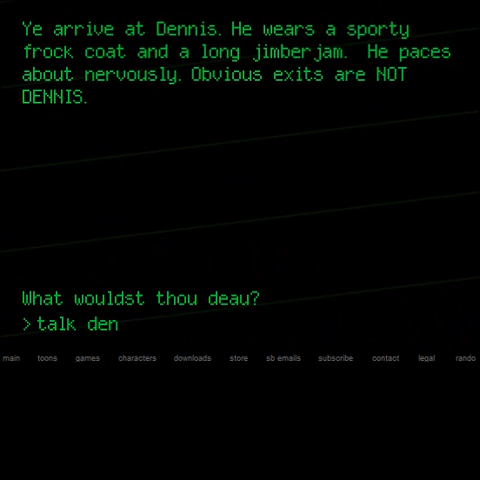 Ye arrive at Dennis. He wears a sporty
frock coat and a long jimberjam. He paces
about nervously. Obvious exits are NOT
DENNIS.
What wouldst thou deau?
>talk den
main toons games characters downloads store sb emails subscribe contact legal rando